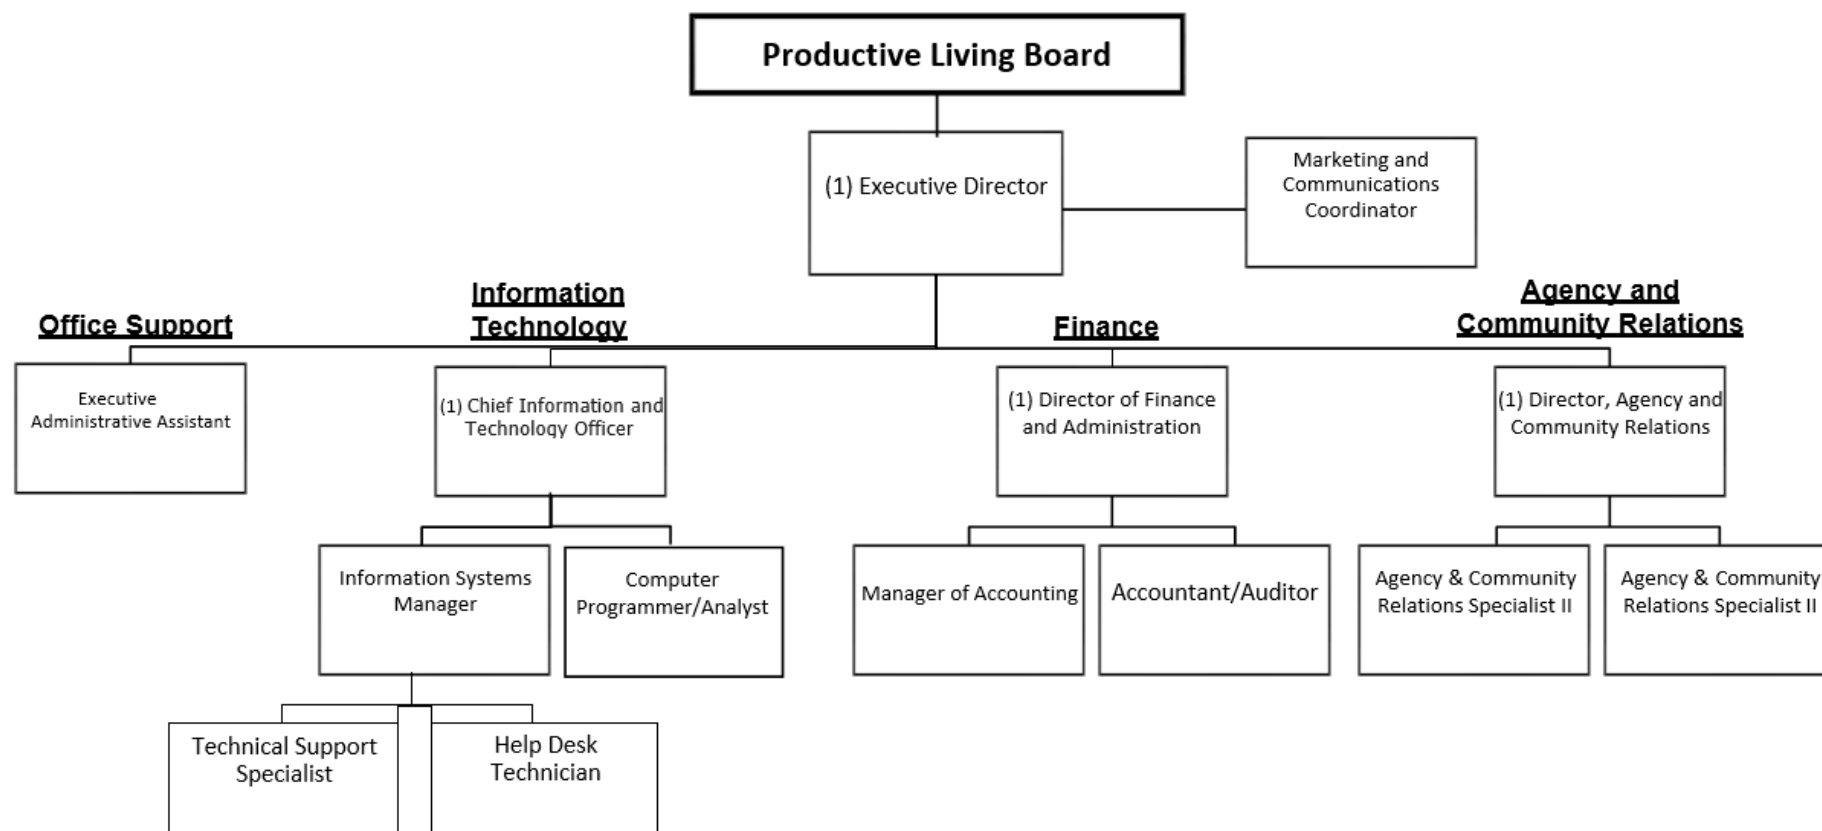 Productive Living Board
(1) Executive Director
Marketing and
Communications
Coordinator
Office Support
Information
Technology
Finance
Agency and
Community Relations
Executive
Administrative Assistant
(1) Chief Information and
Technology Officer
(1) Director of Finance
and Administration
(1) Director, Agency and
Community Relations
Information Systems
Manager
Computer
Programmer/Analyst
Manager of Accounting
Accountant/Auditor
Agency & Community
Relations Specialist II
Agency & Community
Relations Specialist II
Technical Support
Specialist
Help Desk
Technician